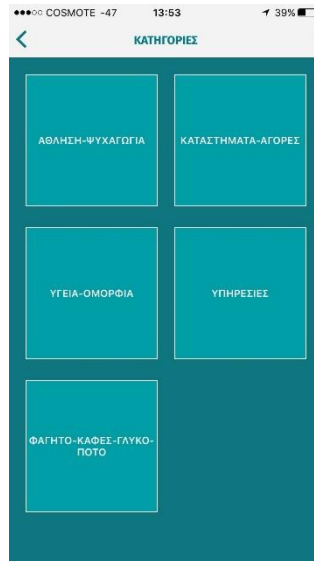 COSMOTE -47 13:53 39%
ΚΑΤΗΓΟΡΙΕΣ
ΑΘΛΗΣΗ-ΨΥΧΑΓΩΓΙΑ
ΚΑΤΑΣΤΗΜΑΤΑ-ΑΓΟΡΕΣ
ΥΓΕΙΑ-ΟΜΟΡΦΙΑ
ΥΠΗΡΕΣΙΕΣ
ΦΑΓΗΤΟ-ΚΑΦΕΣ-ΓΛΥΚΟ-
ΠΟΤΟ